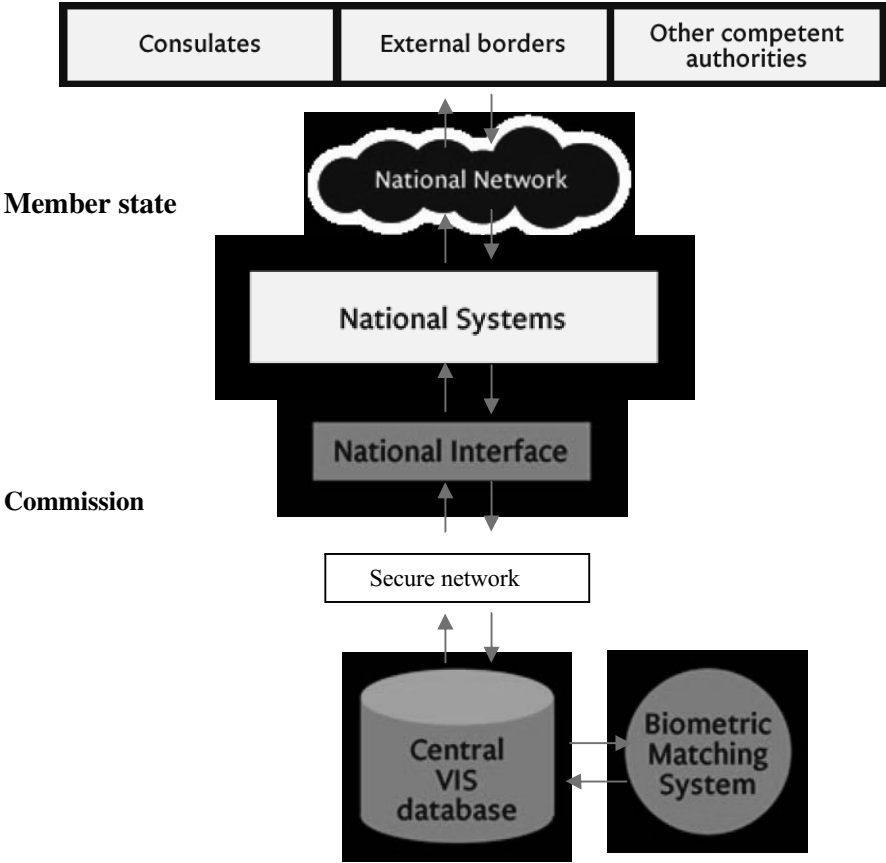 Consulates
External borders
Other competent
authorities
National Network
Member state
National Systems
National Interface
Commission
Secure network
Central
VIS
database
Biometric
Matching
System